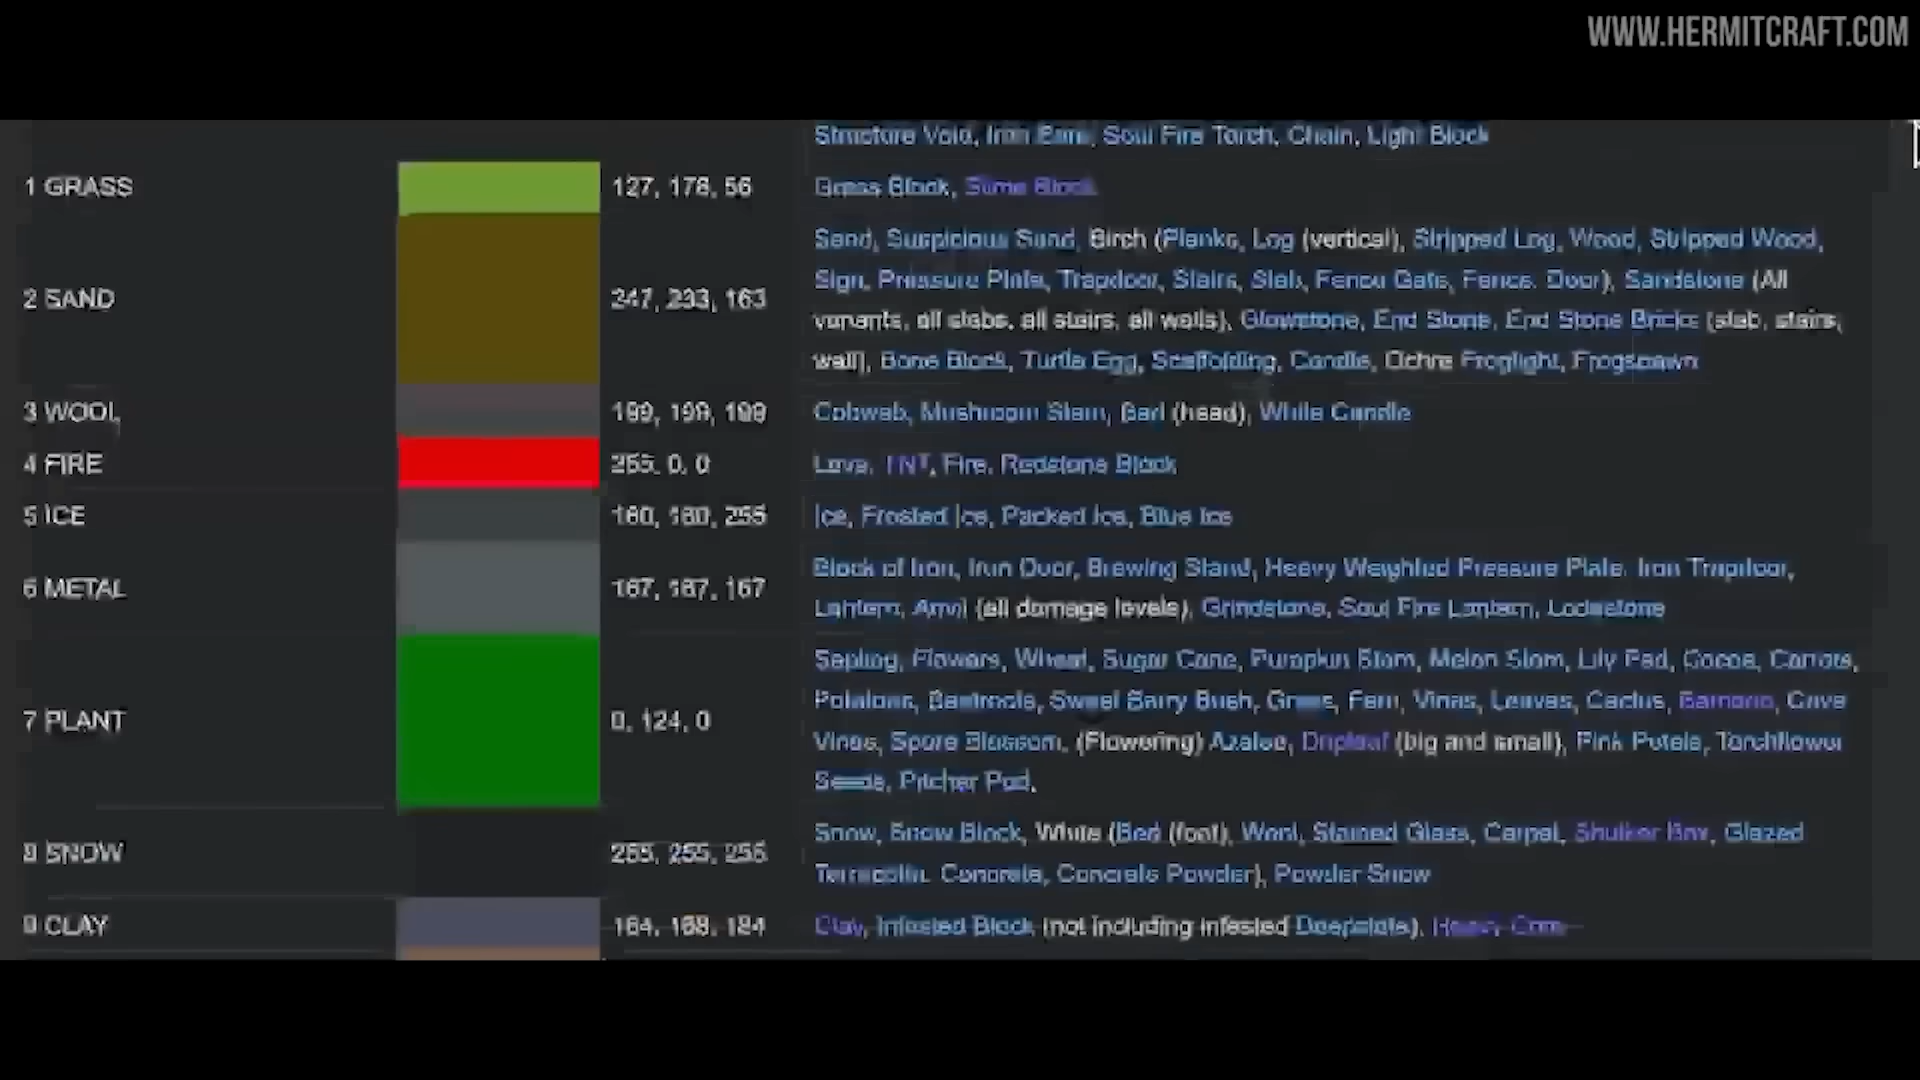 WWW.HERMITCRAFT.COM
Structure Void, Iron Bars, Soul Fire Torch, Chain, Light Block
1 GRASS 127, 178, 56 Grass Block, Slime Block
Sand, Suspicious Sand, Birch (Planks, Log (vertical), Stripped Log, Wood, Stripped Wood,
Sign, Pressure Plate, Trapdoor, Stairs, Slab, Fence Gate, Fence, Door), Sandstone (All
2 SAND 247, 233, 163
variants, all slabs, all stairs, all walls), Glowstone, End Stone, End Stone Bricks (slab, stairs,
wall), Bone Block, Turtle Egg, Scaffolding, Candle, Ochre Froglight, Frogspawn
3 WOOL 199, 199, 199 Cobweb, Mushroom Stem, Bed (head), White Candle
4 FIRE 255, 0, 0 Lava, TNT, Fire, Redstone Block
5 ICE 160, 160, 255 Ice, Frosted Ice, Packed Ice, Blue Ice
Block of Iron, Iron Door, Brewing Stand, Heavy Weighted Pressure Plate, Iron Trapdoor,
6 METAL 167, 167, 167
Lantern, Anvil (all damage levels), Grindstone, Soul Fire Lantern, Lodestone
Sapling, Flowers, Wheat, Sugar Cane, Pumpkin Stem, Melon Stem, Lily Pad, Cocoa, Carrots,
Potatoes, Beetroots, Sweet Berry Bush, Grass, Fern, Vines, Leaves, Cactus, Bamboo, Cave
7 PLANT 0, 124, 0
Vines, Spore Blossom, (Flowering) Azalea, Dripleaf (big and small), Pink Petals, Torchflower
Seeds, Pitcher Pod,
Snow, Snow Block, White (Bed (foot), Wool, Stained Glass, Carpet, Shulker Box, Glazed
8 SNOW 255, 255, 255
Terracotta, Concrete, Concrete Powder), Powder Snow
9 CLAY 164, 168, 184 Clay, Infested Block (not including infested Deepslate), Heavy Core